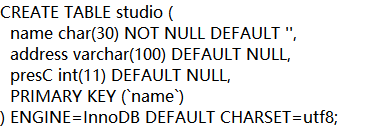 CREATE TABLE studio (
name char(30) NOT NULL DEFAULT '',
address varchar(100) DEFAULT NULL,
presC int(11) DEFAULT NULL,
PRIMARY KEY (`name`)
) ENGINE=InnoDB DEFAULT CHARSET=utf8;